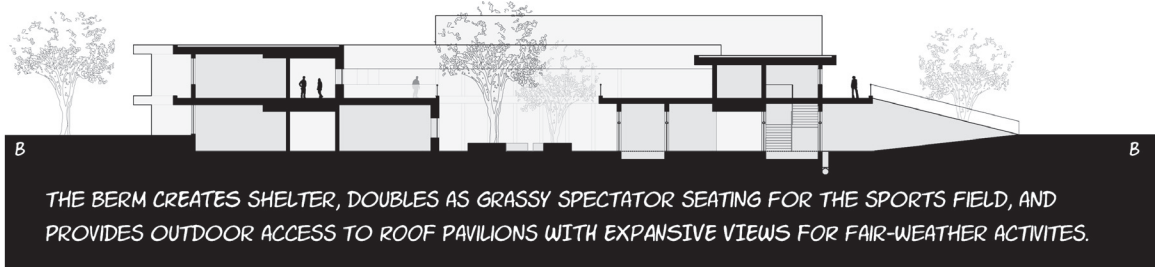 B B
THE BERM CREATES SHELTER, DOUBLES AS GRASSY SPECTATOR SEATING FOR THE SPORTS FIELD, AND
PROVIDES OUTDOOR ACCESS TO ROOF PAVILIONS WITH EXPANSIVE VIEWS FOR FAIR-WEATHER ACTIVITES.